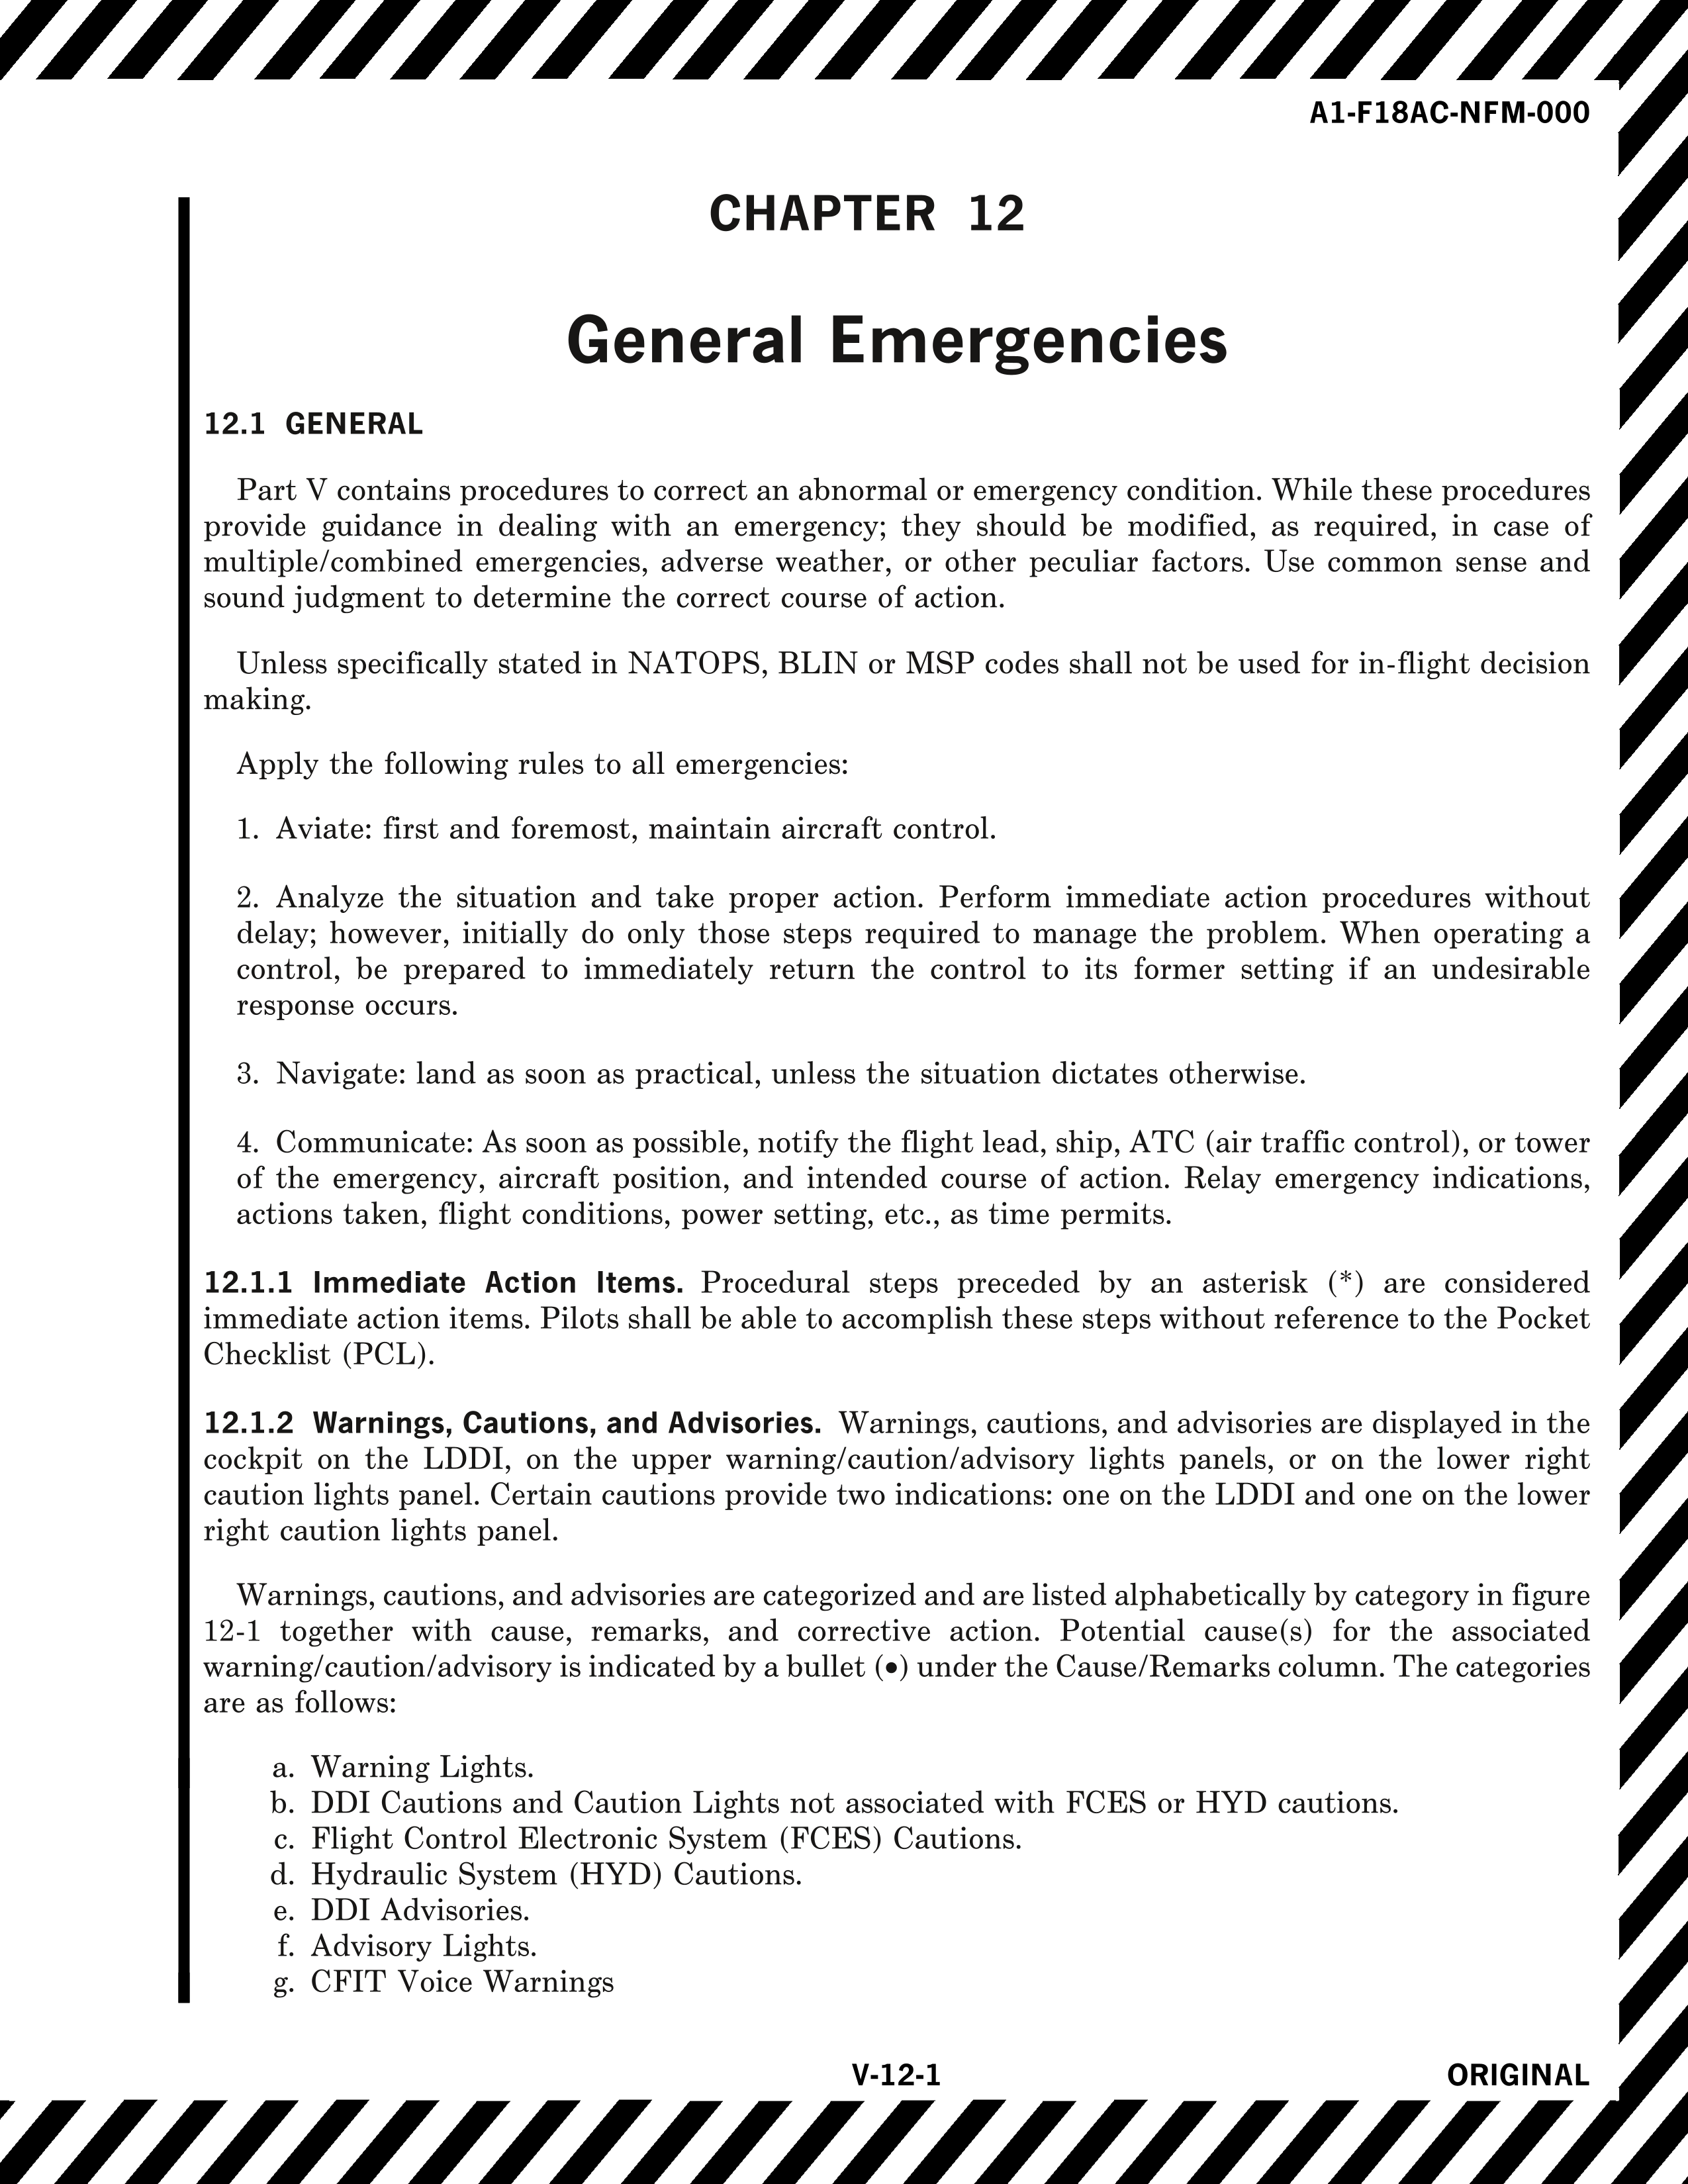 A1-F18AC-NFM-000
CHAPTER 12
General Emergencies
12.1 GENERAL
Part V contains procedures to correct an abnormal or emergency condition. While these procedures
provide guidance in dealing with an emergency; they should be modified, as required, in case of
multiple/combined emergencies, adverse weather, or other peculiar factors. Use common sense and
sound judgment to determine the correct course of action.
Unless specifically stated in NATOPS, BLIN or MSP codes shall not be used for in-flight decision
making.
Apply the following rules to all emergencies:
1. Aviate: first and foremost, maintain aircraft control.
2. Analyze the situation and take proper action. Perform immediate action procedures without
delay; however, initially do only those steps required to manage the problem. When operating a
control, be prepared to immediately return the control to its former setting if an undesirable
response occurs.
3. Navigate: land as soon as practical, unless the situation dictates otherwise.
4. Communicate: As soon as possible, notify the flight lead, ship, ATC (air traffic control), or tower
of the emergency, aircraft position, and intended course of action. Relay emergency indications,
actions taken, flight conditions, power setting, etc., as time permits.
12.1.1 Immediate Action Items. Procedural steps preceded by an asterisk (*) are considered
immediate action items. Pilots shall be able to accomplish these steps without reference to the Pocket
Checklist (PCL).
12.1.2 Warnings, Cautions, and Advisories. Warnings, cautions, and advisories are displayed in the
cockpit on the LDDI, on the upper warning/caution/advisory lights panels, or on the lower right
caution lights panel. Certain cautions provide two indications: one on the LDDI and one on the lower
right caution lights panel.
Warnings, cautions, and advisories are categorized and are listed alphabetically by category in figure
12-1 together with cause, remarks, and corrective action. Potential cause(s) for the associated
warning/caution/advisory is indicated by a bullet (•) under the Cause/Remarks column. The categories
are as follows:
a. Warning Lights.
b. DDI Cautions and Caution Lights not associated with FCES or HYD cautions.
c. Flight Control Electronic System (FCES) Cautions.
d. Hydraulic System (HYD) Cautions.
e. DDI Advisories.
f. Advisory Lights.
g. CFIT Voice Warnings
V-12-1
ORIGINAL